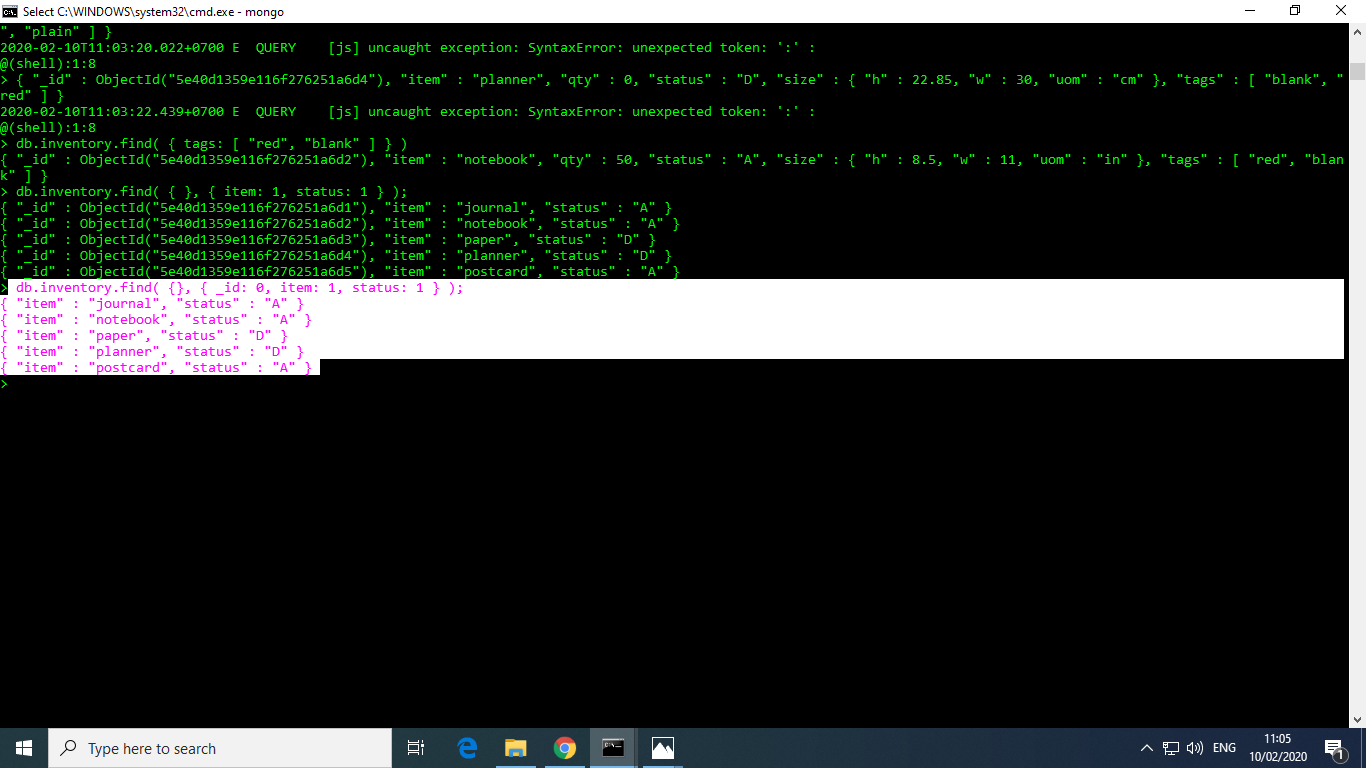 Select C:\WINDOWS\system32\cmd.exe - mongo
", "plain" ] }
2020-02-10T11:03:20.022+0700 E  QUERY    [js] uncaught exception: SyntaxError: unexpected token: ':' :
@(shell):1:8
> { "_id" : ObjectId("5e40d1359e116f276251a6d4"), "item" : "planner", "qty" : 0, "status" : "D", "size" : { "h" : 22.85, "w" : 30, "uom" : "cm" }, "tags" : [ "blank", "
red" ] }
2020-02-10T11:03:22.439+0700 E  QUERY    [js] uncaught exception: SyntaxError: unexpected token: ':' :
@(shell):1:8
> db.inventory.find( { tags: [ "red", "blank" ] } )
{ "_id" : ObjectId("5e40d1359e116f276251a6d2"), "item" : "notebook", "qty" : 50, "status" : "A", "size" : { "h" : 8.5, "w" : 11, "uom" : "in" }, "tags" : [ "red", "blan
k" ] }
> db.inventory.find( { }, { item: 1, status: 1 } );
{ "_id" : ObjectId("5e40d1359e116f276251a6d1"), "item" : "journal", "status" : "A" }
{ "_id" : ObjectId("5e40d1359e116f276251a6d2"), "item" : "notebook", "status" : "A" }
{ "_id" : ObjectId("5e40d1359e116f276251a6d3"), "item" : "paper", "status" : "D" }
{ "_id" : ObjectId("5e40d1359e116f276251a6d4"), "item" : "planner", "status" : "D" }
{ "_id" : ObjectId("5e40d1359e116f276251a6d5"), "item" : "postcard", "status" : "A" }
> db.inventory.find( {}, { _id: 0, item: 1, status: 1 } );
{ "item" : "journal", "status" : "A" }
{ "item" : "notebook", "status" : "A" }
{ "item" : "paper", "status" : "D" }
{ "item" : "planner", "status" : "D" }
{ "item" : "postcard", "status" : "A" }
>
Type here to search
ENG
11:05
10/02/2020
1